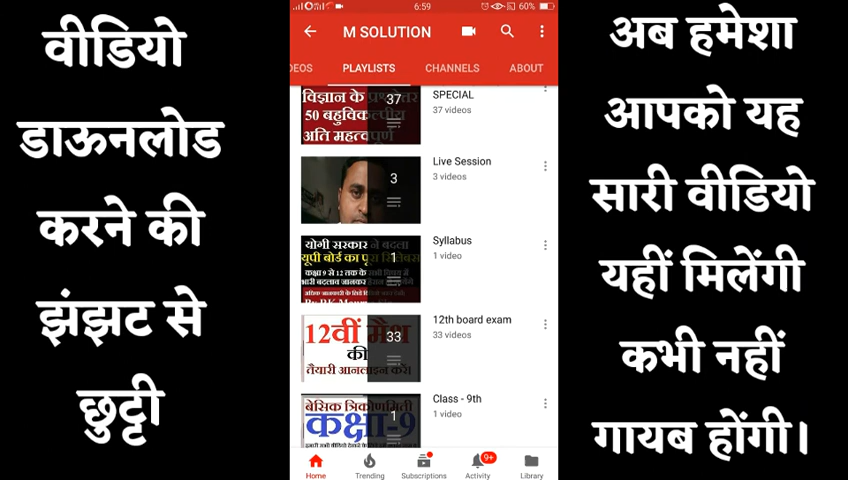 वीडियो
डाऊनलोड
करने की
झंझट से
छुट्टी
6:59
60%
M SOLUTION
PLAYLISTS
CHANNELS
ABOUT
विज्ञान के
50 बहुविकल्पीय
अति महत्वपूर्ण
37
SPECIAL
37 videos
3
Live Session
3 videos
योगी सरकार ने बदला
यूपी बोर्ड का पूरा सिलेबस
1
Syllabus
1 video
12वीं मैथ
की
तैयारी ऑनलाइन करें।
33
12th board exam
33 videos
बेसिक त्रिकोणमिती
कक्षा-9
1
Class - 9th
1 video
9+
Home
Trending
Subscriptions
Activity
Library
अब हमेशा
आपको यह
सारी वीडियो
यहीं मिलेंगी
कभी नहीं
गायब होंगी।